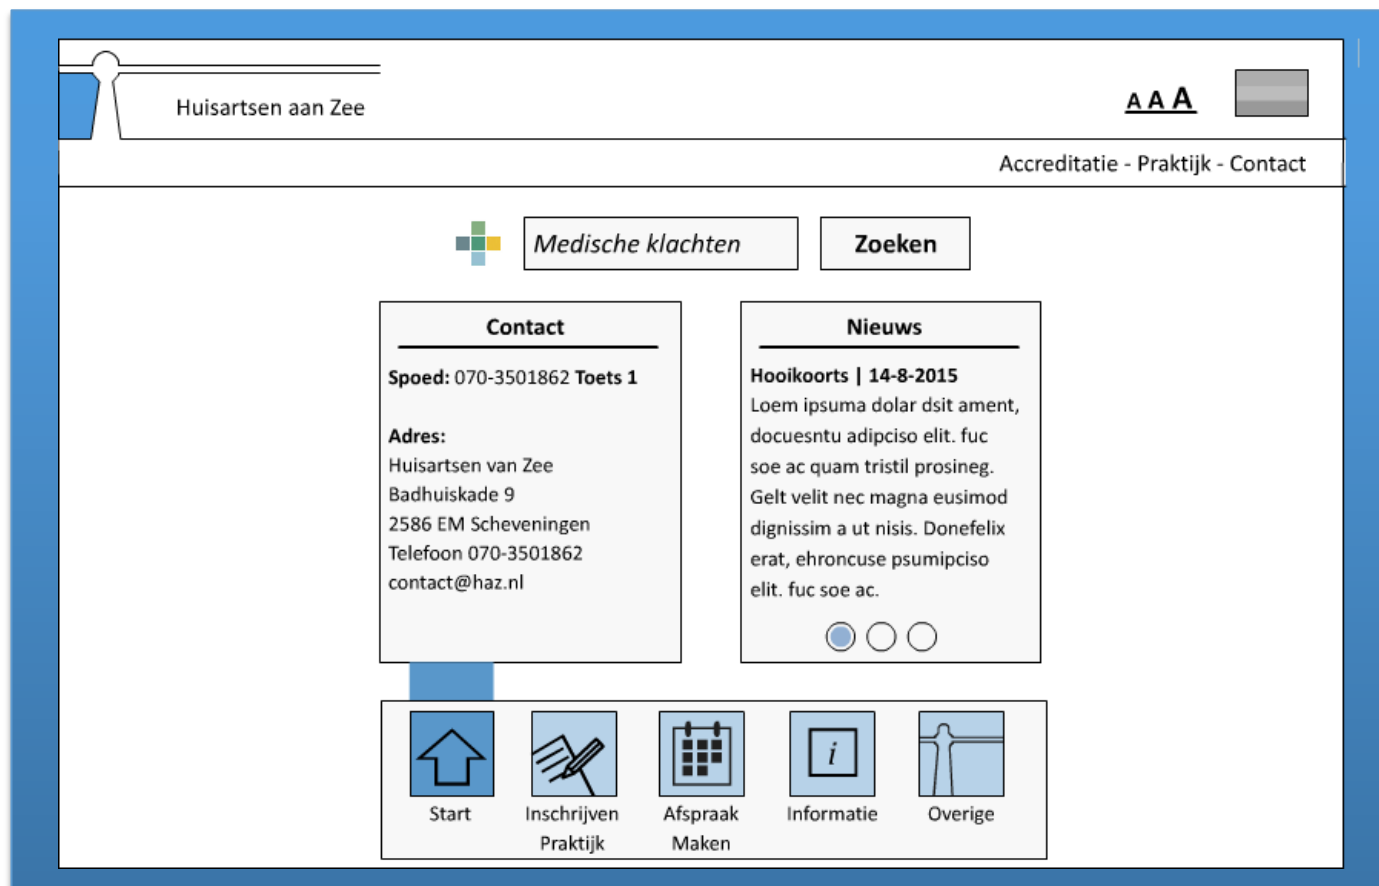 Huisartsen aan Zee
A A A
Accreditatie - Praktijk - Contact
Medische klachten
Zoeken
Contact
Spoed: 070-3501862 Toets 1
Adres:
Huisartsen van Zee
Badhuiskade 9
2586 EM Scheveningen
Telefoon 070-3501862
contact@haz.nl
Nieuws
Hooikoorts | 14-8-2015
Loem ipsuma dolar dsit ament,
docuesntu adipciso elit. fuc
soe ac quam tristil prosineg.
Gelt velit nec magna eusimod
dignissim a ut nisis. Donefelix
erat, ehroncuse psumipciso
elit. fuc soe ac.
i
Start
Inschrijven
Praktijk
Afspraak
Maken
Informatie
Overige